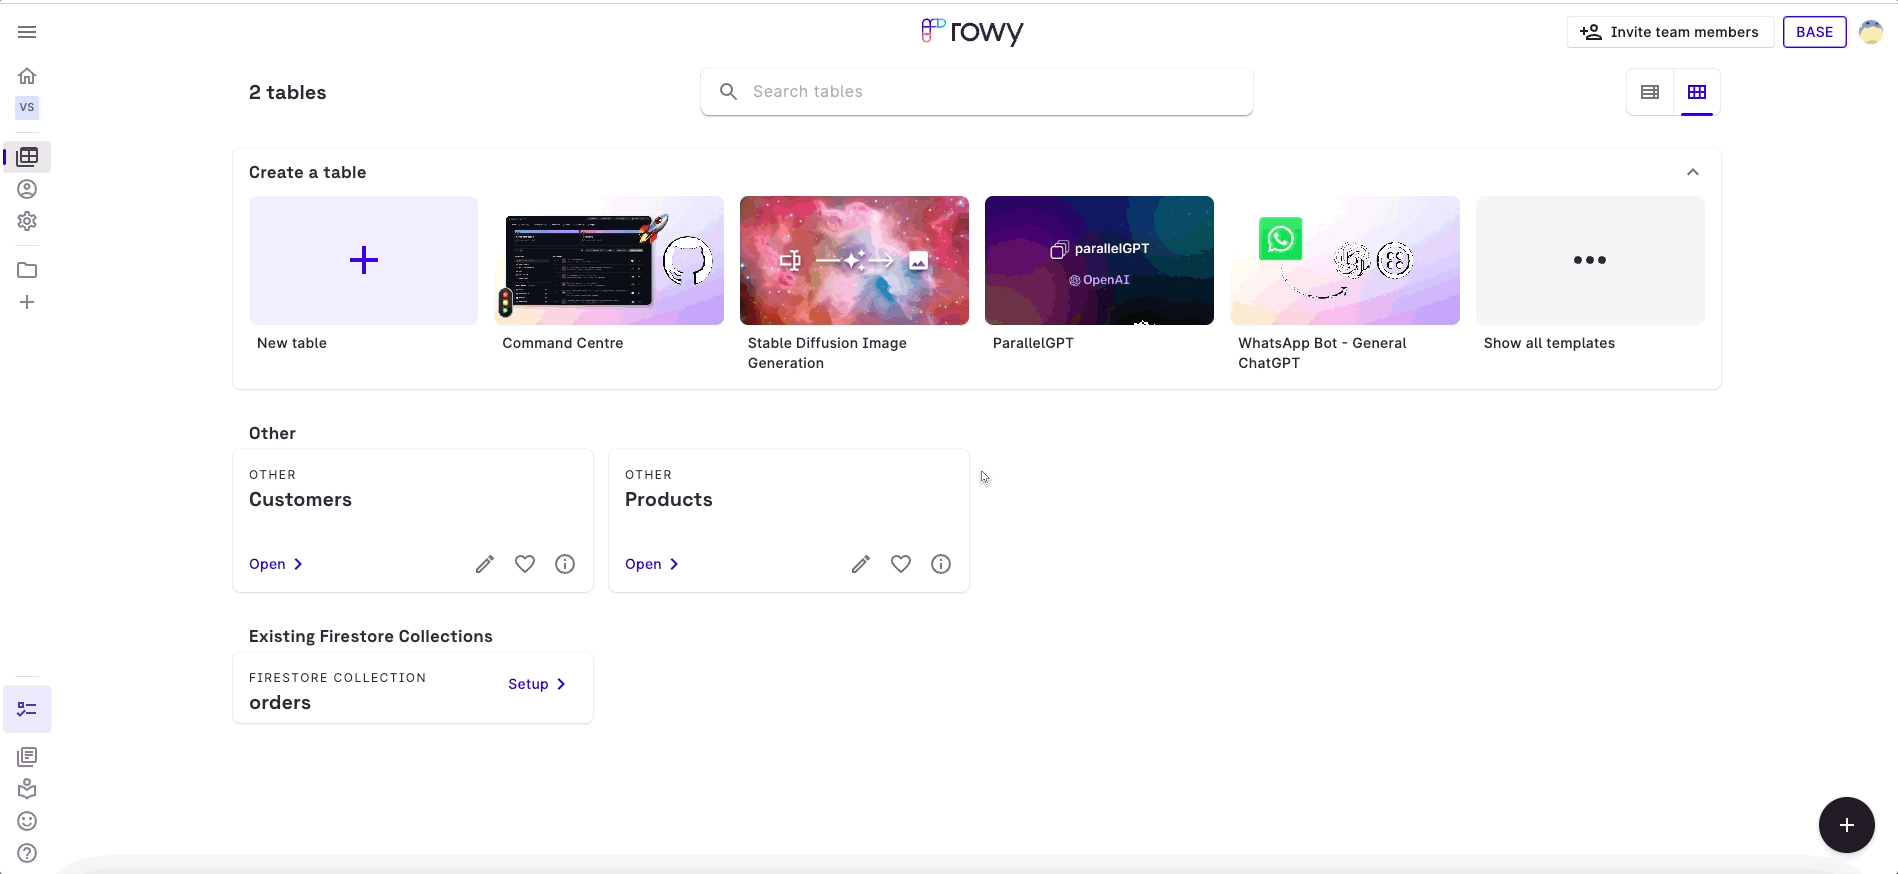 rowy
Invite team members
BASE
2 tables
Search tables
VS
Create a table
parallelGPT
OpenAI
New table
Command Centre
Stable Diffusion Image
Generation
ParallelGPT
WhatsApp Bot - General
ChatGPT
Show all templates
Other
OTHER
Customers
Open
OTHER
Products
Open
Existing Firestore Collections
FIRESTORE COLLECTION
orders
Setup